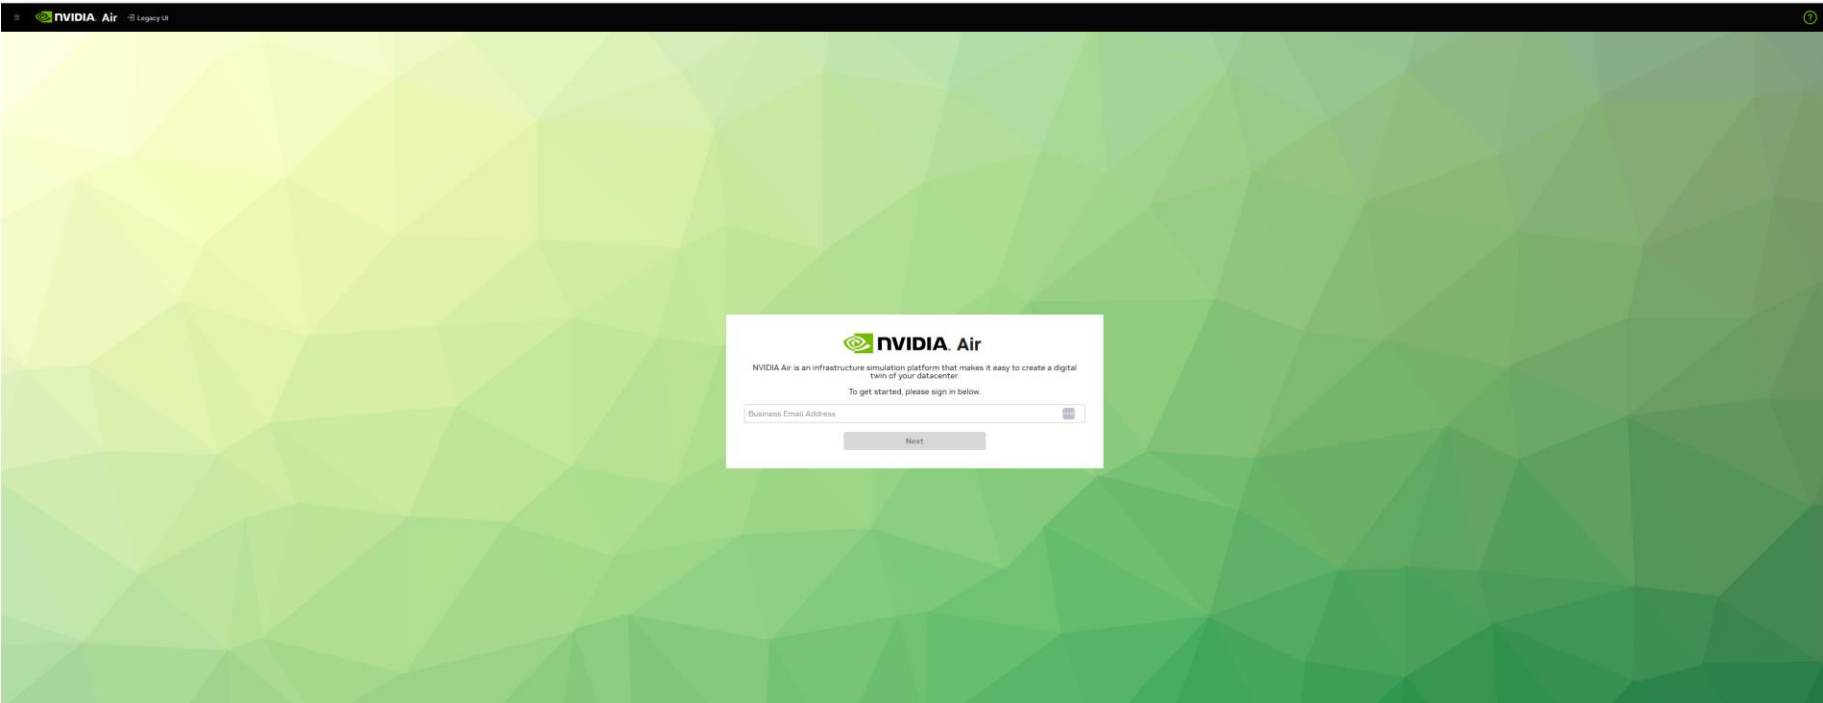 NVIDIA. Air Legacy UI
NVIDIA. Air
NVIDIA Air is an infrastructure simulation platform that makes it easy to create a digital
twin of your datacenter.
To get started, please sign in below.
Business Email Address
Next